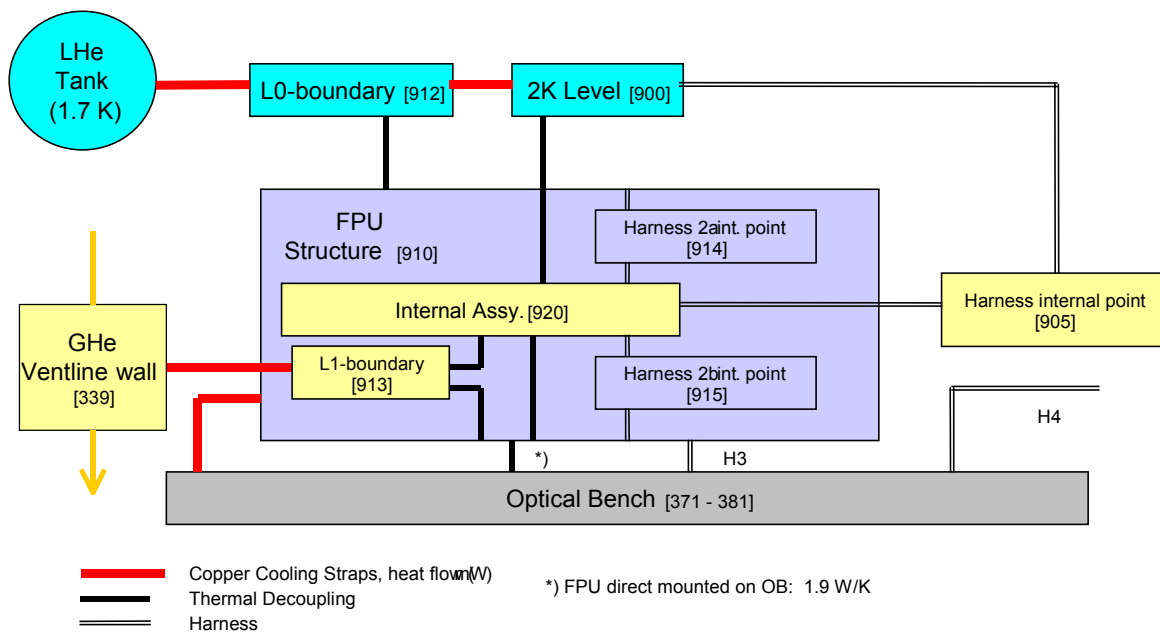 LHe
Tank
(1.7 K)
L0-boundary [912]
2K Level [900]
FPU
Structure [910]
Harness 2aint. point
[914]
Internal Assy. [920]
Harness internal point
[905]
GHe
Ventline wall
[339]
L1-boundary
[913]
Harness 2bint. point
[915]
H4
*)
H3
Optical Bench [371 - 381]
Copper Cooling Straps, heat flow (mW)
*) FPU direct mounted on OB: 1.9 W/K
Thermal Decoupling
Harness